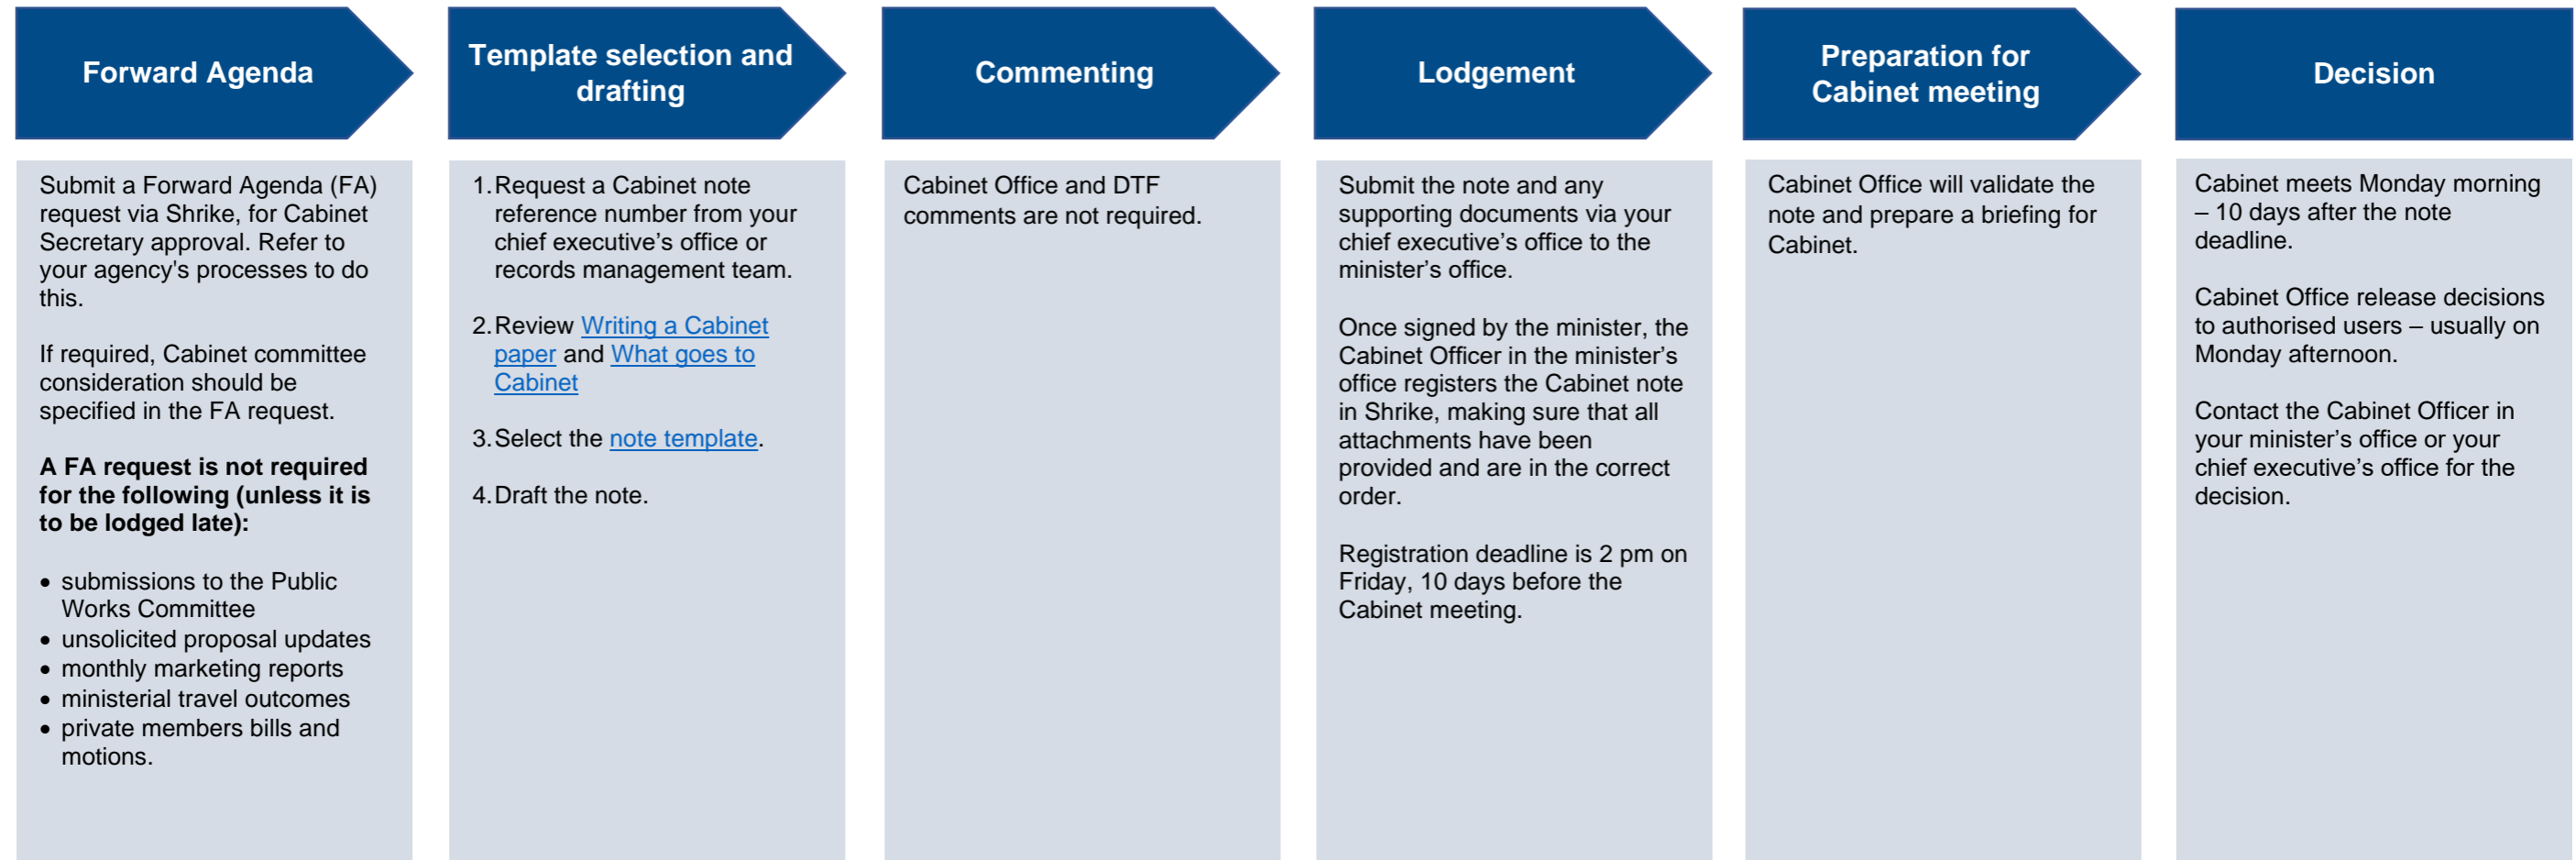 Forward Agenda
Submit a Forward Agenda (FA)
request via Shrike, for Cabinet
Secretary approval. Refer to
your agency's processes to do
this.
If required, Cabinet committee
consideration should be
specified in the FA request.
A FA request is not required
for the following (unless it is
to be lodged late):
• submissions to the Public
Works Committee
• unsolicited proposal updates
• monthly marketing reports
• ministerial travel outcomes
• private members bills and
motions.
Template selection and
drafting
1. Request a Cabinet note
reference number from your
chief executive’s office or
records management team.
2. Review Writing a Cabinet
paper and What goes to
Cabinet
3. Select the note template.
4. Draft the note.
Commenting
Cabinet Office and DTF
comments are not required.
Lodgement
Submit the note and any
supporting documents via your
chief executive’s office to the
minister’s office.
Once signed by the minister, the
Cabinet Officer in the minister’s
office registers the Cabinet note
in Shrike, making sure that all
attachments have been
provided and are in the correct
order.
Registration deadline is 2 pm on
Friday, 10 days before the
Cabinet meeting.
Preparation for
Cabinet meeting
Cabinet Office will validate the
note and prepare a briefing for
Cabinet.
Decision
Cabinet meets Monday morning
– 10 days after the note
deadline.
Cabinet Office release decisions
to authorised users – usually on
Monday afternoon.
Contact the Cabinet Officer in
your minister’s office or your
chief executive’s office for the
decision.